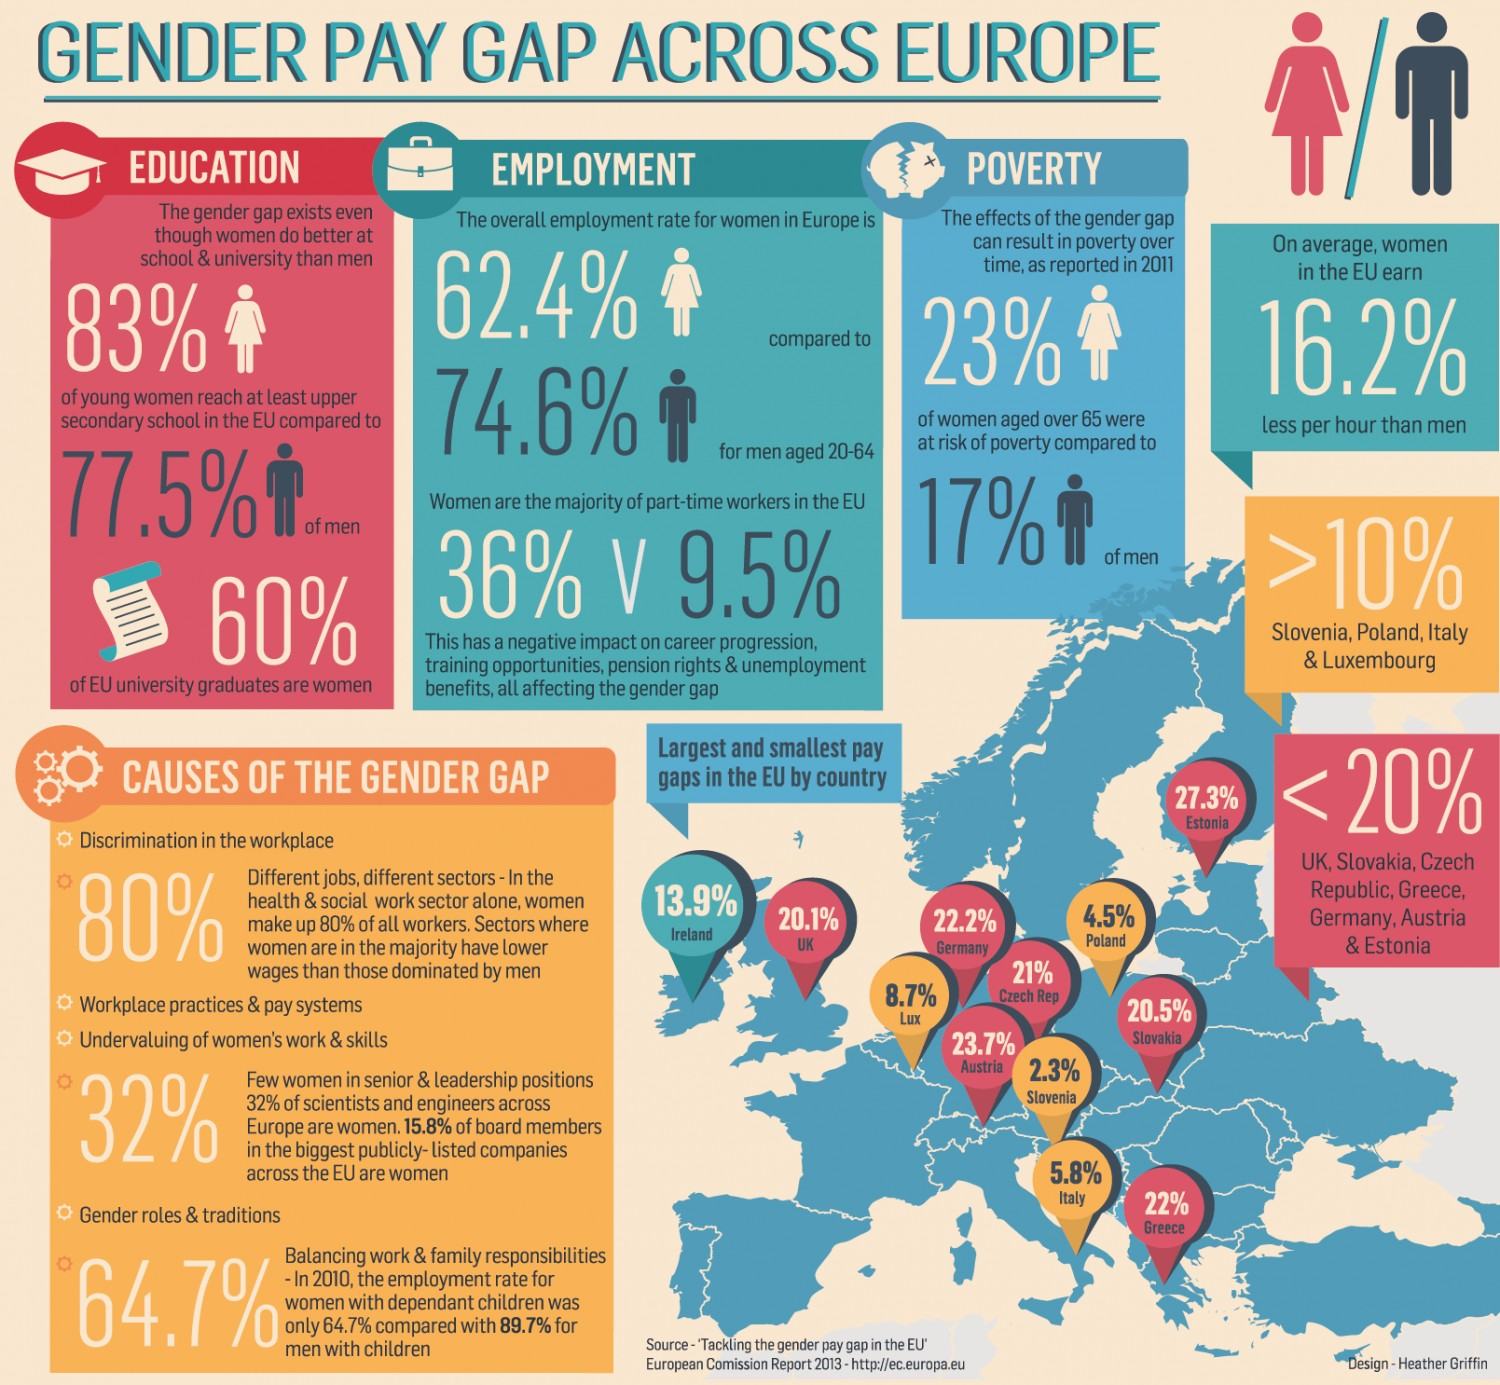 GENDER PAY GAP ACROSS EUROPE
EDUCATION
The gender gap exists even
though women do better at
school & university than men
83%
of young women reach at least upper
secondary school in the EU compared to
77.5%
of men
60%
of EU university graduates are women
EMPLOYMENT
The overall employment rate for women in Europe is
62.4%
compared to
74.6%
for men aged 20-64
Women are the majority of part-time workers in the EU
36% V 9.5%
This has a negative impact on career progression,
training opportunities, pension rights & unemployment
benefits, all affecting the gender gap
POVERTY
The effects of the gender gap
can result in poverty over
time, as reported in 2011
23%
of women aged over 65 were
at risk of poverty compared to
17%
of men
On average, women
in the EU earn
16.2%
less per hour than men
>10%
Slovenia, Poland, Italy
& Luxembourg
< 20%
UK, Slovakia, Czech
Republic, Greece,
Germany, Austria
& Estonia
CAUSES OF THE GENDER GAP
Discrimination in the workplace
80%
Different jobs, different sectors - In the
health & social work sector alone, women
make up 80% of all workers. Sectors where
women are in the majority have lower
wages than those dominated by men
Workplace practices & pay systems
Undervaluing of women's work & skills
32%
Few women in senior & leadership positions
32% of scientists and engineers across
Europe are women. 15.8% of board members
in the biggest publicly- listed companies
across the EU are women
Gender roles & traditions
64.7%
Balancing work & family responsibilities
- In 2010, the employment rate for
women with dependant children was
only 64.7% compared with 89.7% for
men with children
Largest and smallest pay
gaps in the EU by country
27.3%
Estonia
13.9%
Ireland
20.1%
UK
22.2%
Germany
4.5%
Poland
21%
Czech Rep
8.7%
Lux
20.5%
Slovakia
23.7%
Austria
2.3%
Slovenia
5.8%
Italy
22%
Greece
Source - 'Tackling the gender pay gap in the EU'
European Comission Report 2013 - http://ec.europa.eu
Design - Heather Griffin